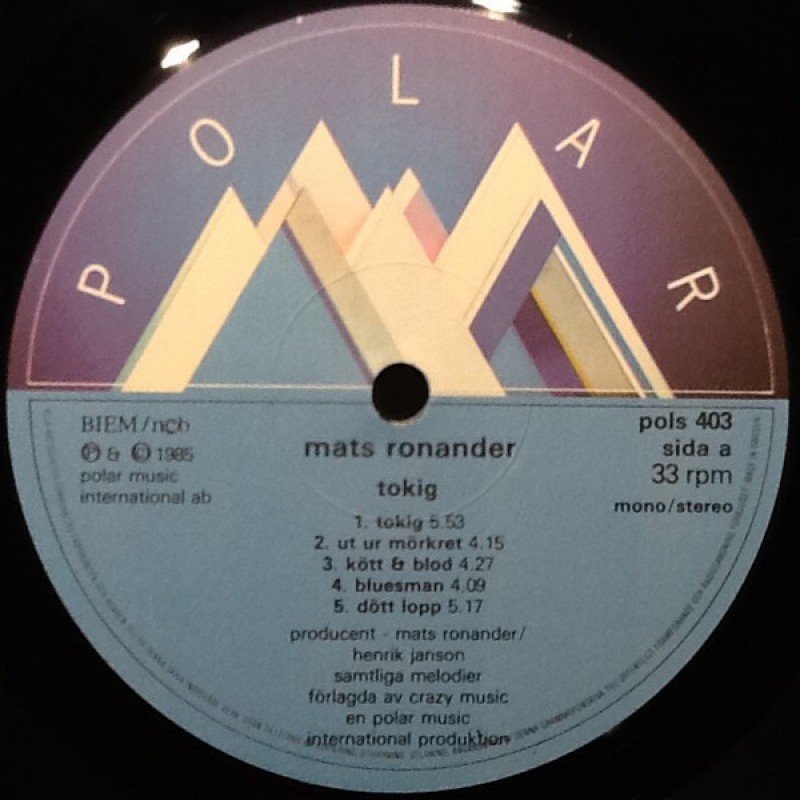 POLAR
BIEM/ncb
℗ & © 1985
polar music
international ab
pols 403
sida a
33 rpm
mono/stereo
mats ronander
tokig
1. tokig 5.53
2. ut ur mörkret 4.15
3. kött & blod 4.27
4. bluesman 4.09
5. dött lopp 5.17
producent - mats ronander/
henrik janson
samtliga melodier
förlagda av crazy music
en polar music
international produktion